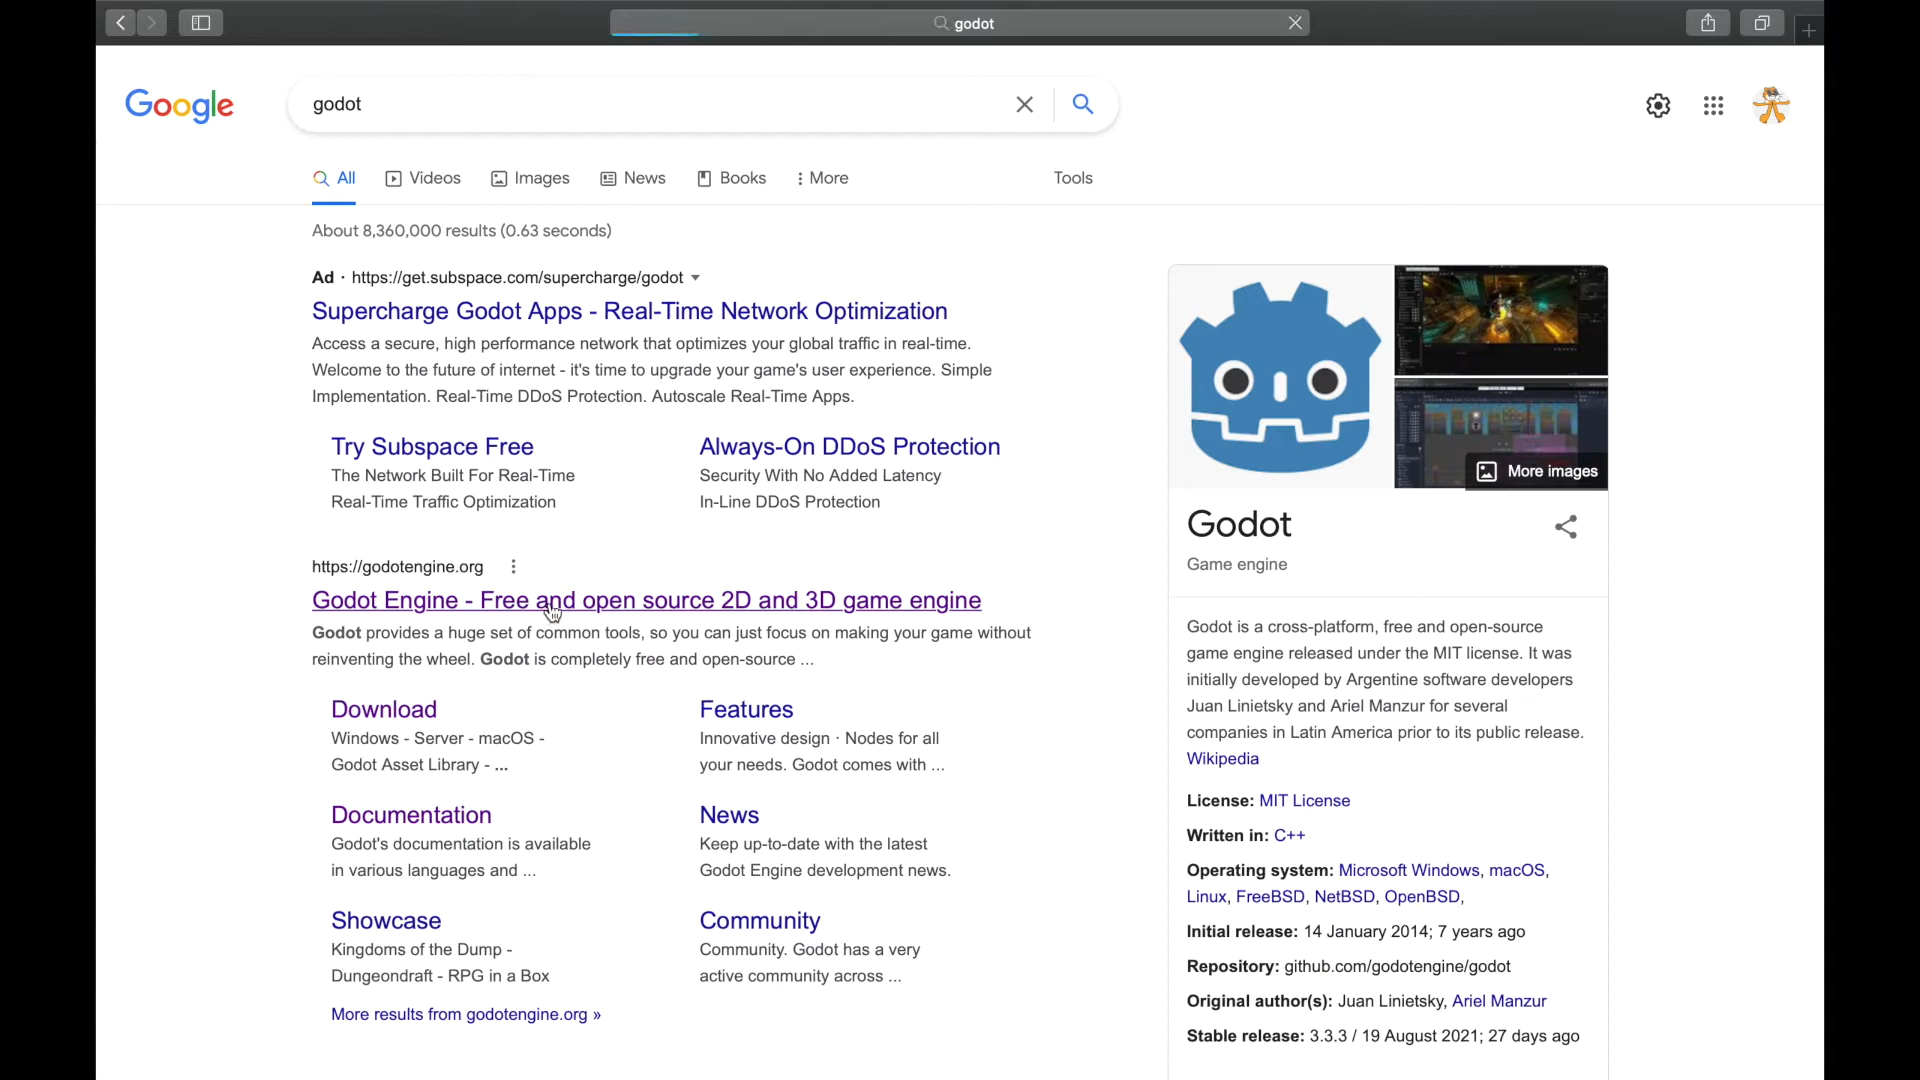 godot
Google
godot
All
Videos
Images
News
Books
More
Tools
About 8,360,000 results (0.63 seconds)
Ad · https://get.subspace.com/supercharge/godot
Supercharge Godot Apps - Real-Time Network Optimization
Access a secure, high performance network that optimizes your global traffic in real-time.
Welcome to the future of internet - it's time to upgrade your game's user experience. Simple
Implementation. Real-Time DDoS Protection. Autoscale Real-Time Apps.
Try Subspace Free
The Network Built For Real-Time
Real-Time Traffic Optimization
Always-On DDoS Protection
Security With No Added Latency
In-Line DDoS Protection
https://godotengine.org
Godot Engine - Free and open source 2D and 3D game engine
Godot provides a huge set of common tools, so you can just focus on making your game without
reinventing the wheel. Godot is completely free and open-source ...
Download
Windows - Server - macOS -
Godot Asset Library - ...
Features
Innovative design · Nodes for all
your needs. Godot comes with ...
Documentation
Godot's documentation is available
in various languages and ...
News
Keep up-to-date with the latest
Godot Engine development news.
Showcase
Kingdoms of the Dump -
Dungeondraft - RPG in a Box
Community
Community. Godot has a very
active community across ...
More results from godotengine.org »
More images
Godot
Game engine
Godot is a cross-platform, free and open-source
game engine released under the MIT license. It was
initially developed by Argentine software developers
Juan Linietsky and Ariel Manzur for several
companies in Latin America prior to its public release.
Wikipedia
License: MIT License
Written in: C++
Operating system: Microsoft Windows, macOS,
Linux, FreeBSD, NetBSD, OpenBSD,
Initial release: 14 January 2014; 7 years ago
Repository: github.com/godotengine/godot
Original author(s): Juan Linietsky, Ariel Manzur
Stable release: 3.3.3 / 19 August 2021; 27 days ago